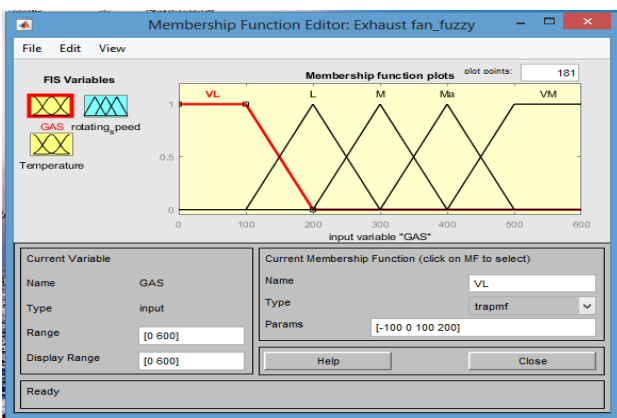 Membership Function Editor: Exhaust fan_fuzzy
File Edit View
FIS Variables
GAS rotating_speed
Temperature
Membership function plots plot points: 181
VL L M Ma VM
1
0.5
0
0 100 200 300 400 500 600
input variable "GAS"
Current Variable
Name GAS
Type input
Range [0 600]
Display Range [0 600]
Current Membership Function (click on MF to select)
Name VL
Type trapmf
Params [-100 0 100 200]
Help Close
Ready